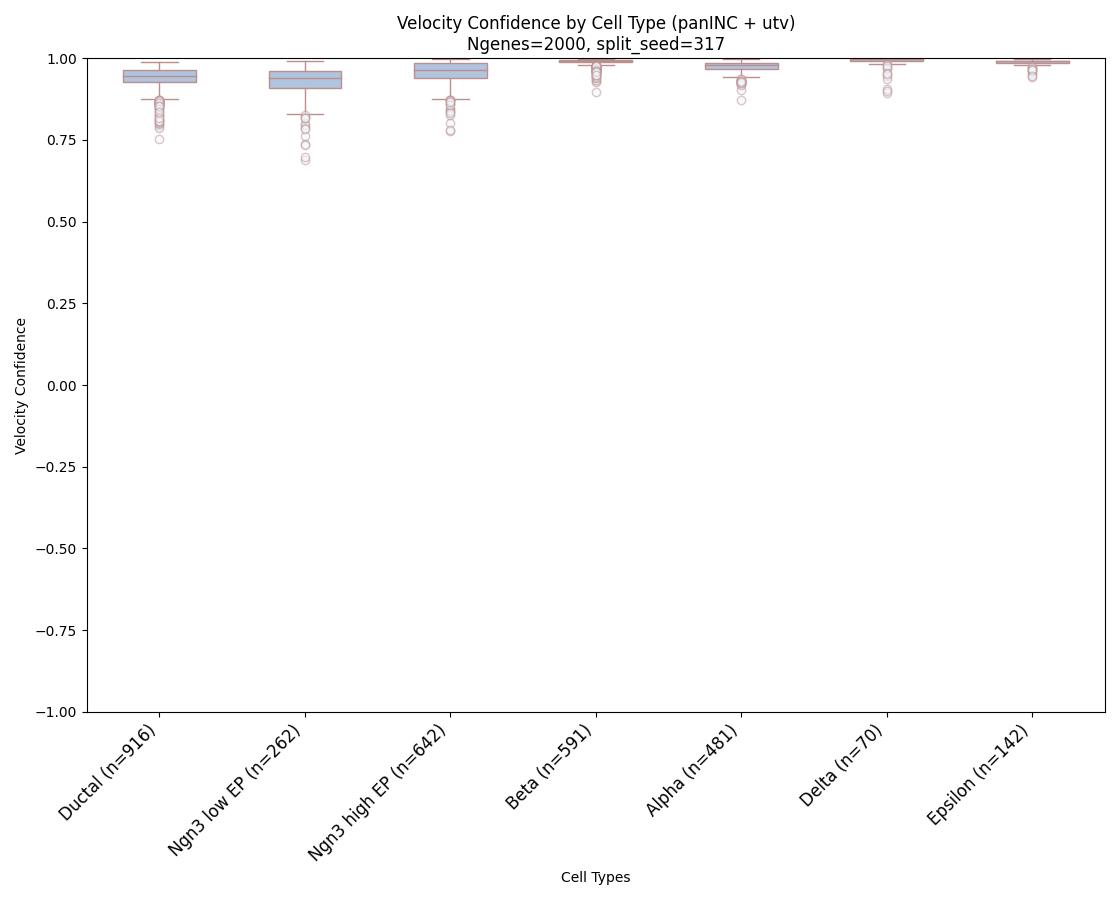 Velocity Confidence by Cell Type (panINC + utv)
Ngenes=2000, split_seed=317
1.00
0.75
0.50
0.25
0.00
−0.25
−0.50
−0.75
−1.00
Velocity Confidence
Ductal (n=916)
Ngn3 low EP (n=262)
Ngn3 high EP (n=642)
Beta (n=591)
Alpha (n=481)
Delta (n=70)
Epsilon (n=142)
Cell Types